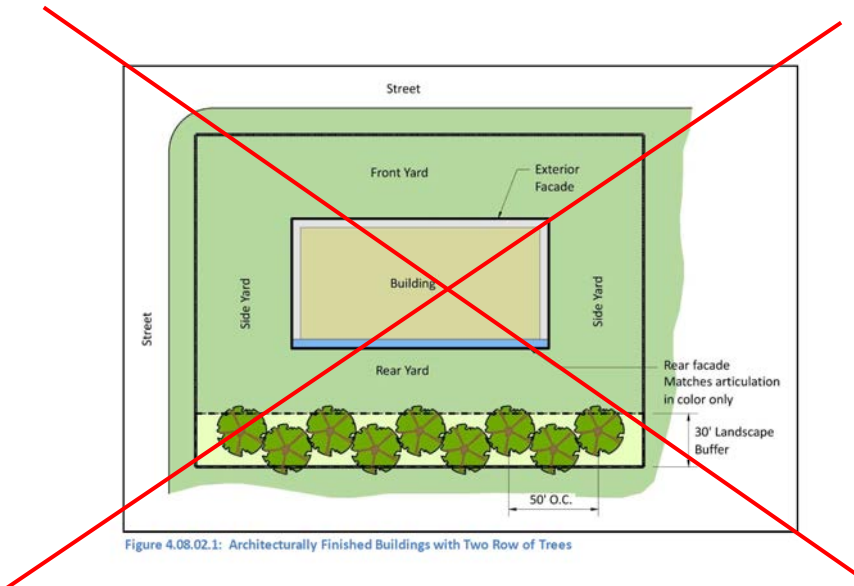 Street
Front Yard
Exterior
Facade
Building
Side Yard
Side Yard
Street
Rear Yard
Rear facade
Matches articulation
in color only
30' Landscape
Buffer
50' O.C.
Figure 4.08.02.1: Architecturally Finished Buildings with Two Row of Trees